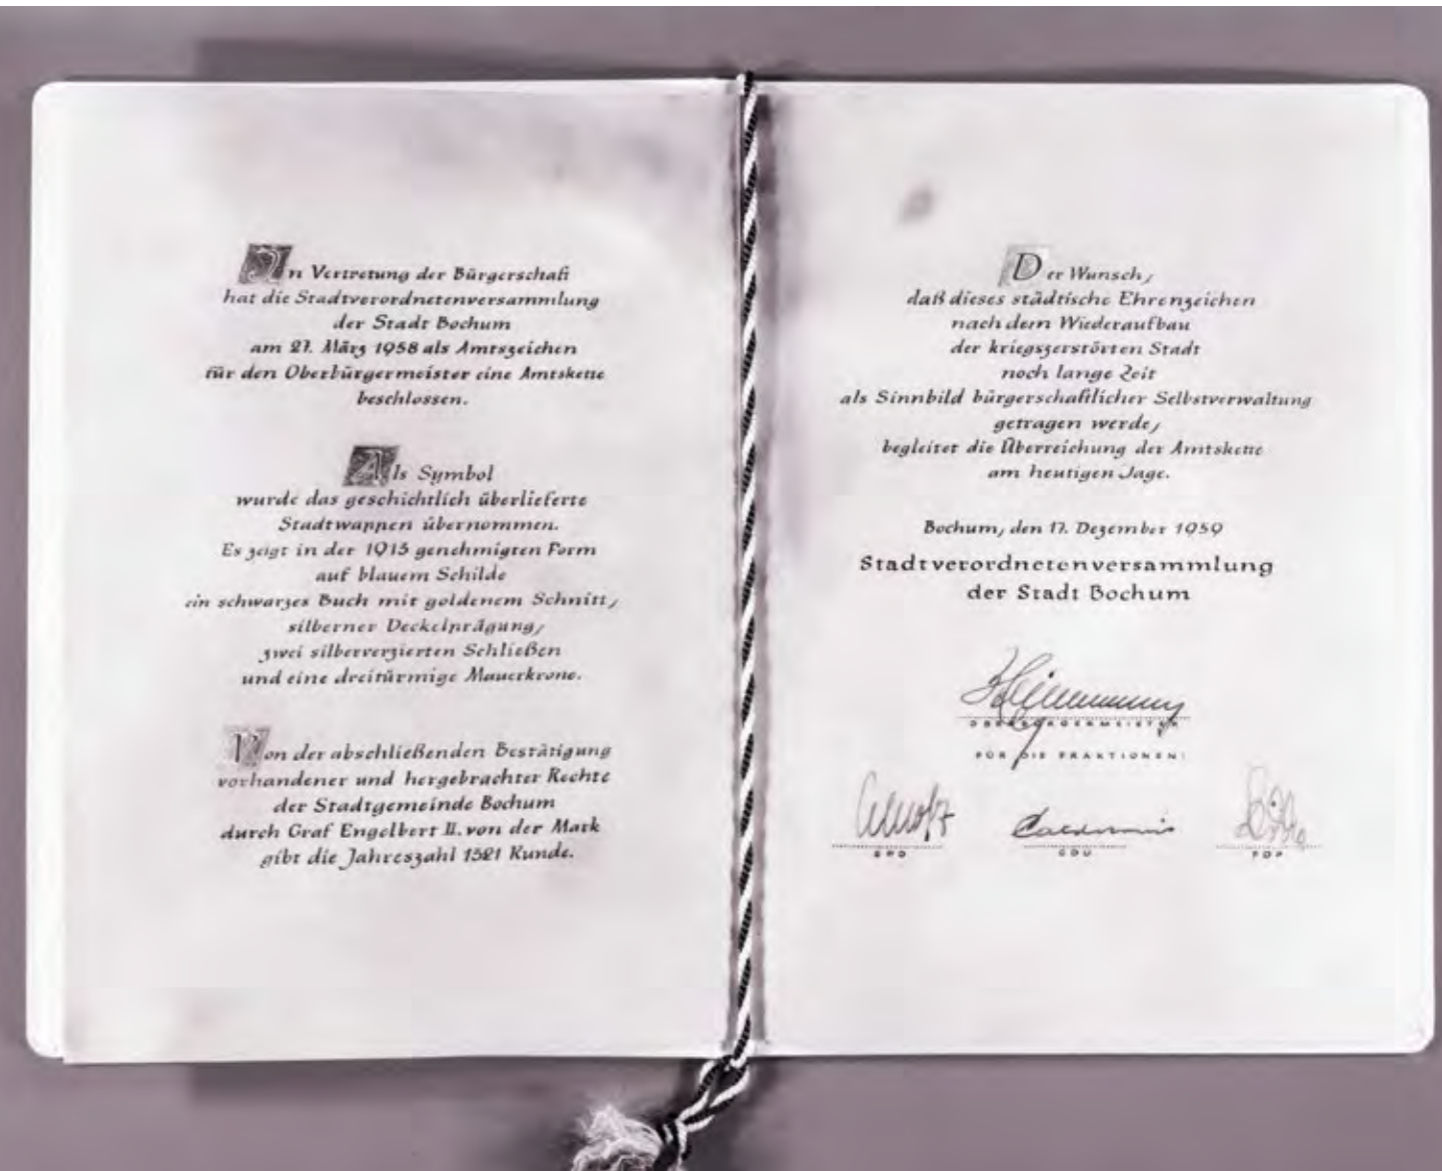 In Vertretung der Bürgerschaft
hat die Stadtverordnetenversammlung
der Stadt Bochum
am 27. März 1958 als Amtszeichen
für den Oberbürgermeister eine Amtskette
beschlossen.
Als Symbol
wurde das geschichtlich überlieferte
Stadtwappen übernommen.
Es zeigt in der 1913 genehmigten Form
auf blauem Schilde
ein schwarzes Buch mit goldenem Schnitt,
silberner Deckelprägung,
zwei silberverzierten Schließen
und eine dreitürmige Mauerkrone.
Von der abschließenden Bestätigung
vorhandener und hergebrachter Rechte
der Stadtgemeinde Bochum
durch Graf Engelbert II. von der Mark
gibt die Jahreszahl 1321 Kunde.
Der Wunsch,
daß dieses städtische Ehrenzeichen
nach dem Wiederaufbau
der kriegszerstörten Stadt
noch lange Zeit
als Sinnbild bürgerschaftlicher Selbstverwaltung
getragen werde,
begleitet die Überreichung der Amtskette
am heutigen Tage.
Bochum, den 17. Dezember 1959
Stadtverordnetenversammlung
der Stadt Bochum
OBERBÜRGERMEISTER
FÜR DIE FRAKTIONEN:
SPD CDU FDP